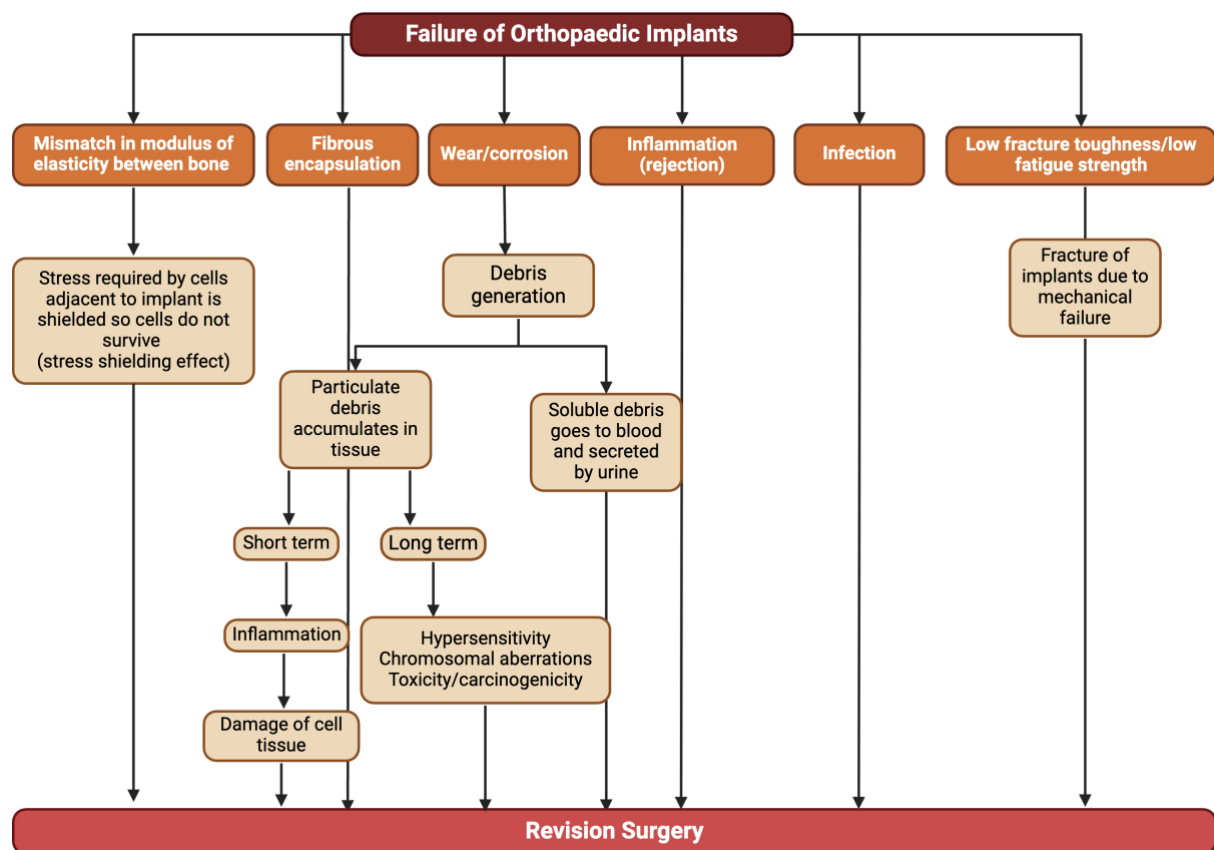 Failure of Orthopaedic Implants
Mismatch in modulus of
elasticity between bone
Fibrous
encapsulation
Wear/corrosion
Inflammation
(rejection)
Infection
Low fracture toughness/low
fatigue strength
Stress required by cells
adjacent to implant is
shielded so cells do not
survive
(stress shielding effect)
Debris
generation
Fracture of
implants due to
mechanical
failure
Particulate
debris
accumulates in
tissue
Soluble debris
goes to blood
and secreted
by urine
Short term
Long term
Inflammation
Hypersensitivity
Chromosomal aberrations
Toxicity/carcinogenicity
Damage of cell
tissue
Revision Surgery